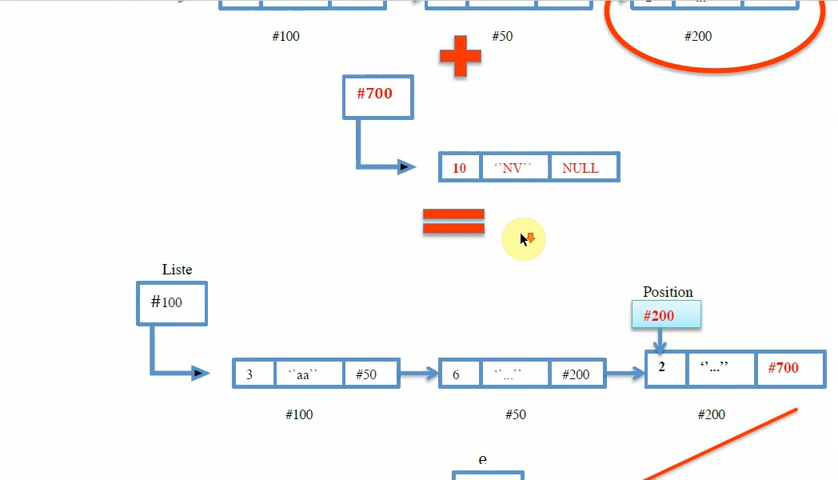 #100 #50 #200
#700
10 ‘’NV’’ NULL
Liste
#100
Position
#200
3 ‘’aa’’ #50 6 ‘’...’’ #200 2 ‘’...’’ #700
#100 #50 #200
e